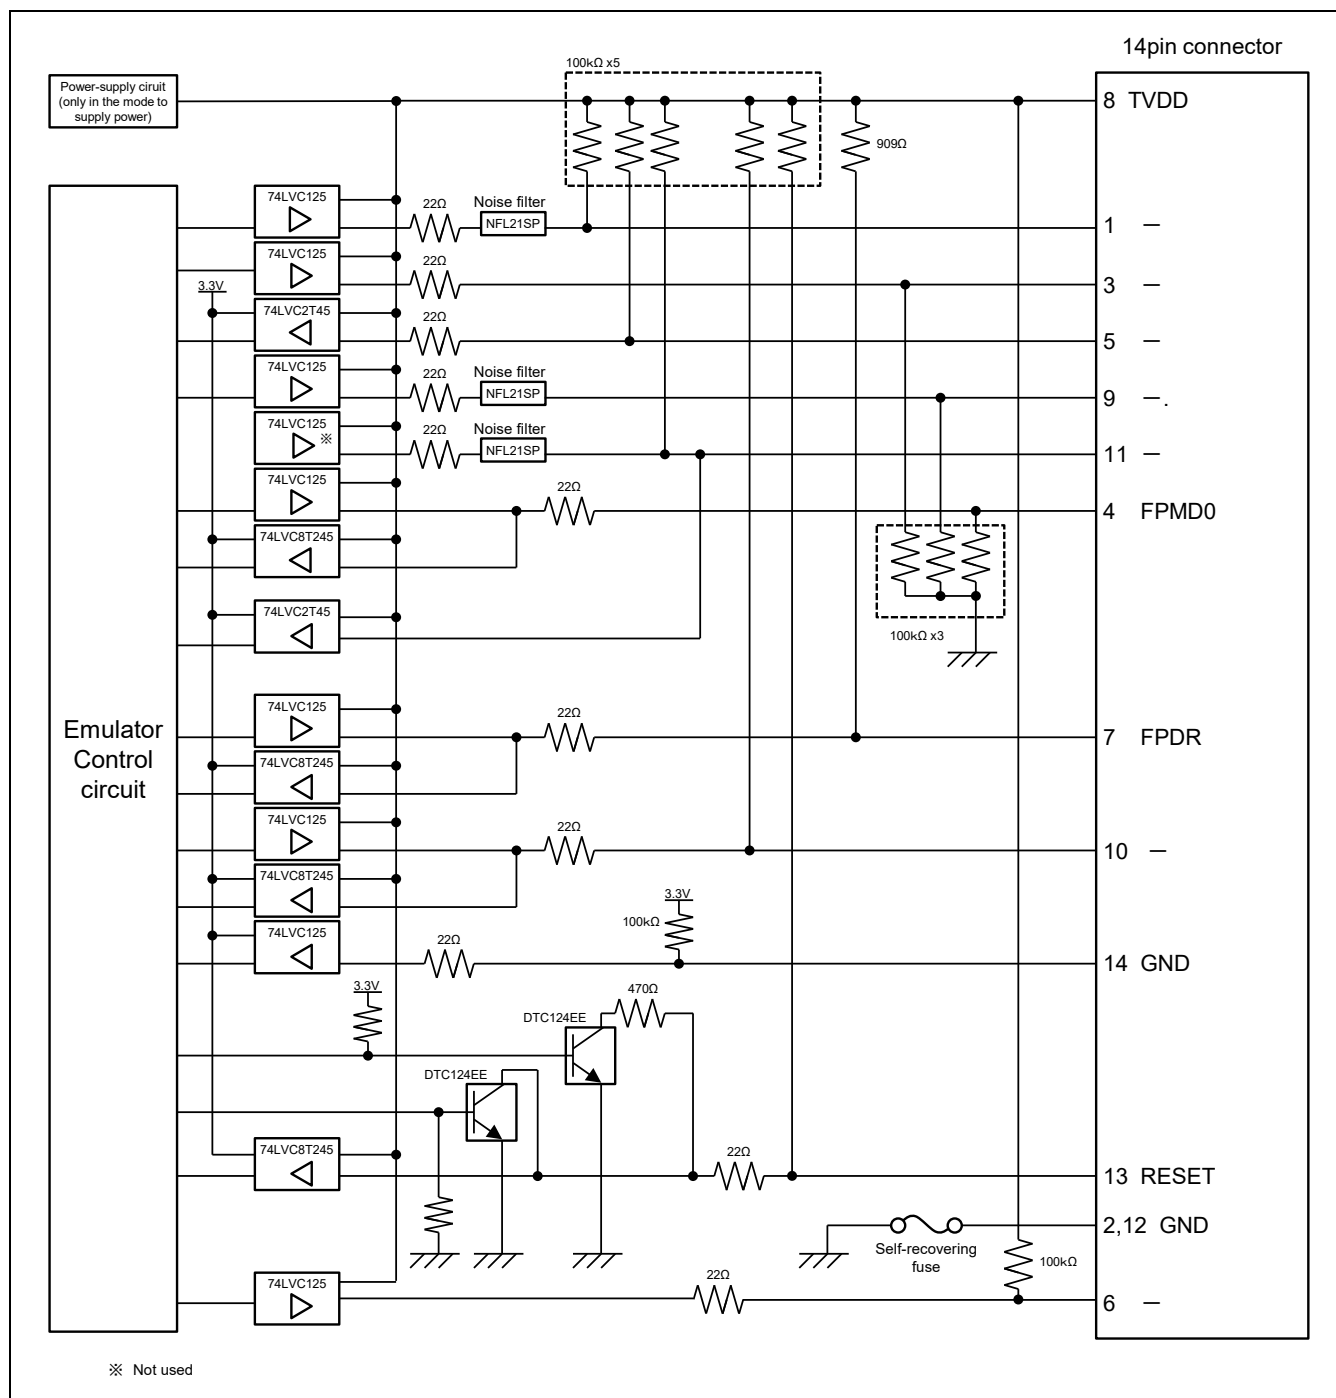 14pin connector
100kΩ x5
Power-supply ciruit
(only in the mode to
supply power)
8 TVDD
909Ω
74LVC125
22Ω
Noise filter
NFL21SP
1 —
74LVC125
22Ω
3 —
3.3V
74LVC2T45
22Ω
5 —
74LVC125
22Ω
Noise filter
NFL21SP
9 —.
74LVC125
※
22Ω
Noise filter
NFL21SP
11 —
74LVC125
22Ω
4 FPMD0
74LVC8T245
74LVC2T45
100kΩ x3
Emulator
Control
circuit
74LVC125
22Ω
7 FPDR
74LVC8T245
74LVC125
22Ω
10 —
74LVC8T245
3.3V
100kΩ
74LVC125
22Ω
14 GND
3.3V
470Ω
DTC124EE
DTC124EE
74LVC8T245
22Ω
13 RESET
2,12 GND
Self-recovering
fuse
100kΩ
74LVC125
22Ω
6 —
※ Not used